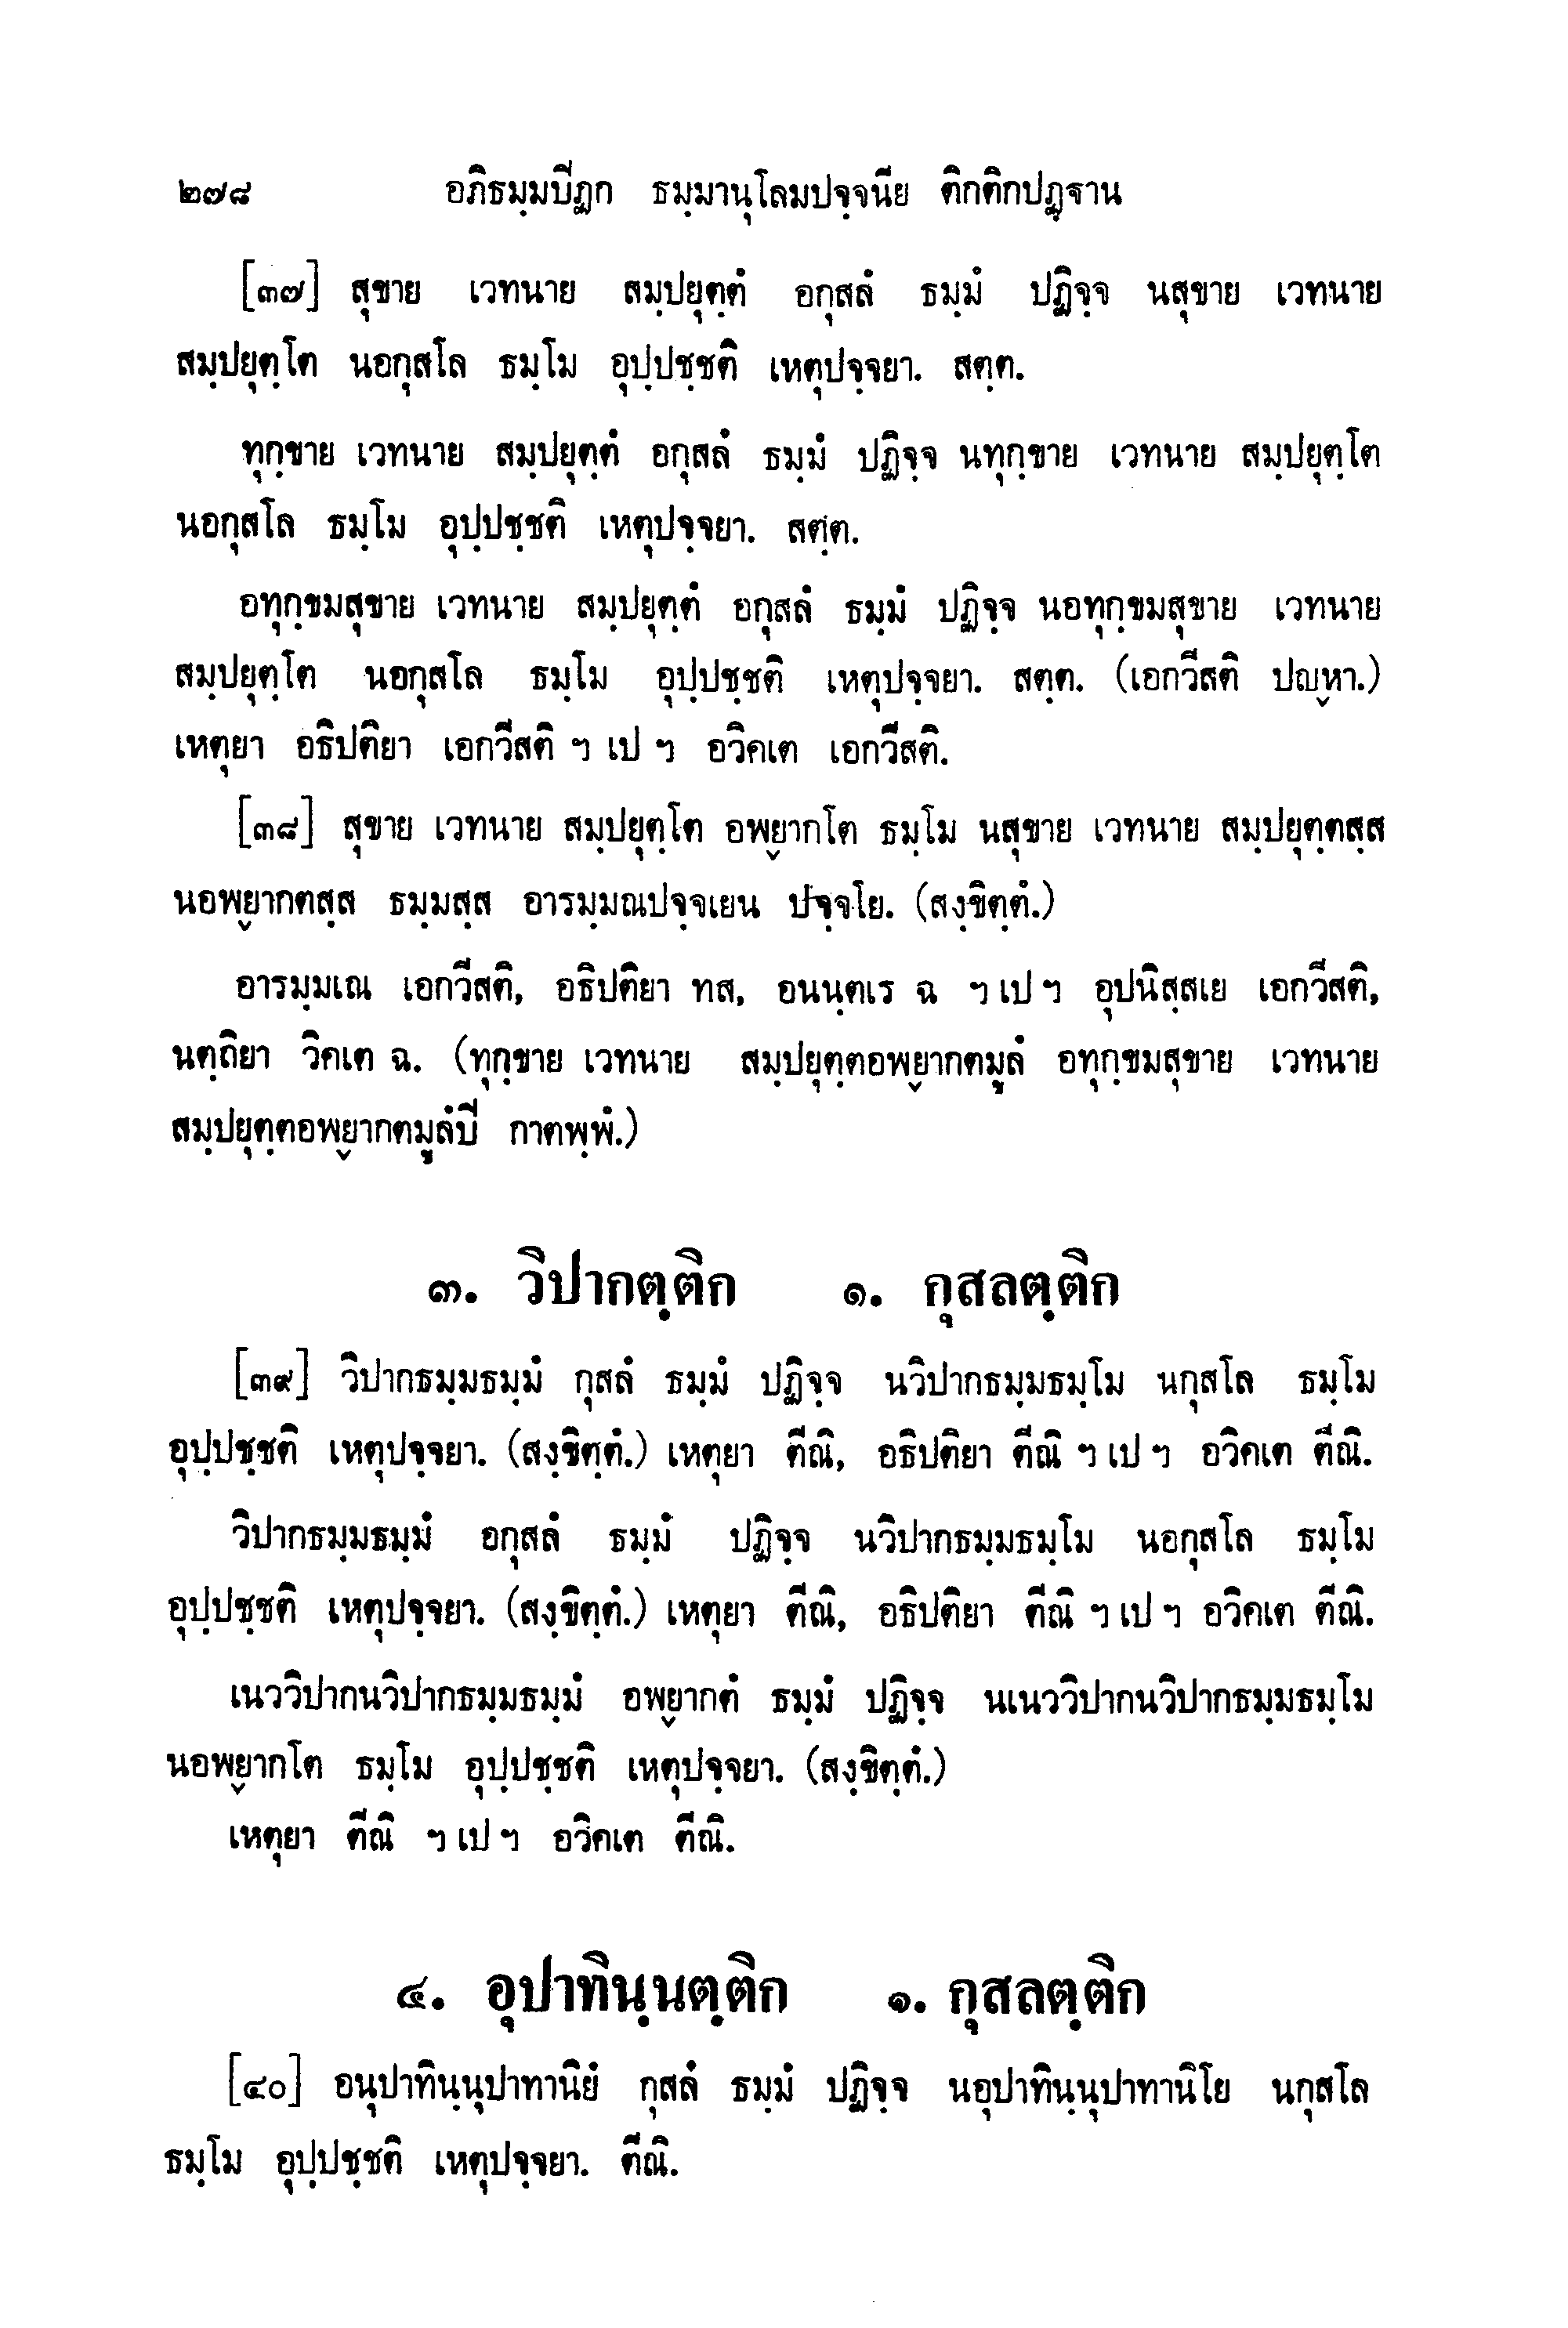 ๒๗๘ อภิธมฺมปีฏก ธมฺมานุโลมปจฺจนีย ติกติกปฏฺฐาน
[๓๗] สุขาย เวทนาย สมฺปยุตฺตํ อกุสลํ ธมฺมํ ปฏิจฺจ นสุขาย เวทนาย
สมฺปยุตฺโต นอกุสโล ธมฺโม อุปฺปชฺชติ เหตุปจฺจยา. สตฺต.
ทุกฺขาย เวทนาย สมฺปยุตฺตํ อกุสลํ ธมฺมํ ปฏิจฺจ นทุกฺขาย เวทนาย สมฺปยุตฺโต
นอกุสโล ธมฺโม อุปฺปชฺชติ เหตุปจฺจยา. สตฺต.
อทุกฺขมสุขาย เวทนาย สมฺปยุตฺตํ อกุสลํ ธมฺมํ ปฏิจฺจ นอทุกฺขมสุขาย เวทนาย
สมฺปยุตฺโต นอกุสโล ธมฺโม อุปฺปชฺชติ เหตุปจฺจยา. สตฺต. (เอกวีสติ ปญฺหา.)
เหตุยา อธิปติยา เอกวีสติ ฯ เป ฯ อวิคเต เอกวีสติ.
[๓๘] สุขาย เวทนาย สมฺปยุตฺโต อพฺยากโต ธมฺโม นสุขาย เวทนาย สมฺปยุตฺตสฺส
นอพฺยากตสฺส ธมฺมสฺส อารมฺมณปจฺจเยน ปจฺจโย. (สงฺขิตฺตํ.)
อารมฺมเณ เอกวีสติ, อธิปติยา ทส, อนนฺตเร ฉ ฯ เป ฯ อุปนิสฺสเย เอกวีสติ,
นตฺถิยา วิคเต ฉ. (ทุกฺขาย เวทนาย สมฺปยุตฺตอพฺยากตมูลํ อทุกฺขมสุขาย เวทนาย
สมฺปยุตฺตอพฺยากตมูลํปี กาตพฺพํ.)
๓. วิปากตฺติก ๑. กุสลตฺติก
[๓๙] วิปากธมฺมธมฺมํ กุสลํ ธมฺมํ ปฏิจฺจ นวิปากธมฺมธมฺโม นกุสโล ธมฺโม
อุปฺปชฺชติ เหตุปจฺจยา. (สงฺขิตฺตํ.) เหตุยา ตีณิ, อธิปติยา ตีณิ ฯ เป ฯ อวิคเต ตีณิ.
วิปากธมฺมธมฺมํ อกุสลํ ธมฺมํ ปฏิจฺจ นวิปากธมฺมธมฺโม นอกุสโล ธมฺโม
อุปฺปชฺชติ เหตุปจฺจยา. (สงฺขิตฺตํ.) เหตุยา ตีณิ, อธิปติยา ตีณิ ฯ เป ฯ อวิคเต ตีณิ.
เนววิปากนวิปากธมฺมธมฺมํ อพฺยากตํ ธมฺมํ ปฏิจฺจ นเนววิปากนวิปากธมฺมธมฺโม
นอพฺยากโต ธมฺโม อุปฺปชฺชติ เหตุปจฺจยา. (สงฺขิตฺตํ.)
เหตุยา ตีณิ ฯ เป ฯ อวิคเต ตีณิ.
๔. อุปาทินฺนตฺติก ๑. กุสลตฺติก
[๔๐] อนุปาทินฺนุปาทานิยํ กุสลํ ธมฺมํ ปฏิจฺจ นอุปาทินฺนุปาทานิโย นกุสโล
ธมฺโม อุปฺปชฺชติ เหตุปจฺจยา. ตีณิ.